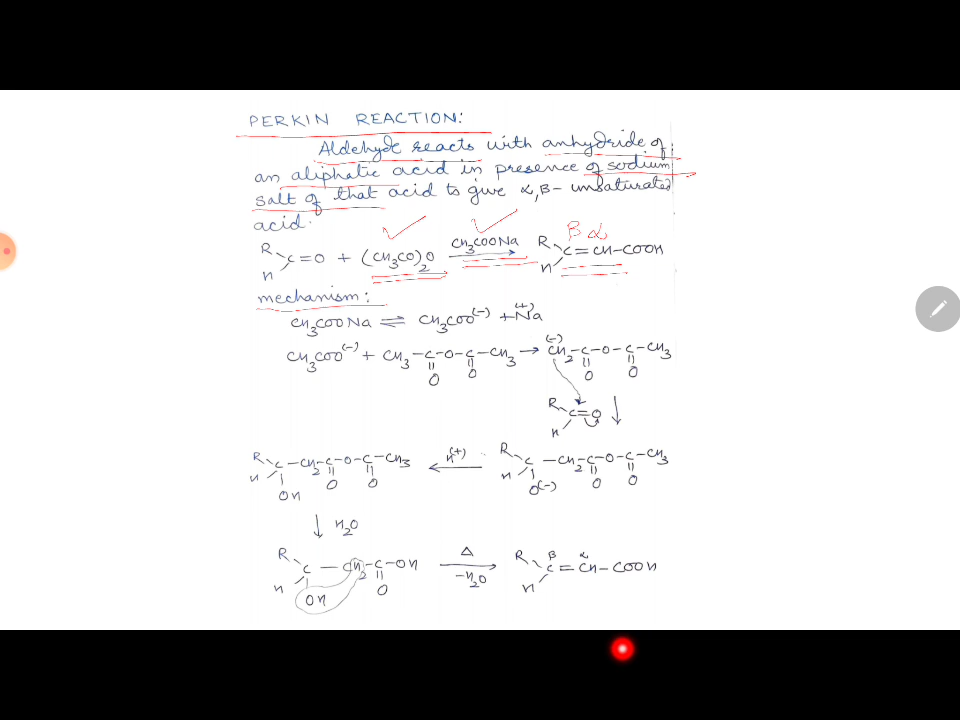 PERKIN REACTION:
Aldehyde reacts with anhydride of
an aliphatic acid in presence of sodium
salt of that acid to give α, β - unsaturated
acid.
R H C=O + (CH3CO)2O CH3COONa → R H C=CH-COOH β α
mechanism:
CH3COONa ⇌ CH3COO(-) + Na(+)
CH3COO(-) + CH3-C-O-C-CH3 → (-)CH2-C-O-C-CH3
O O O O
R H C=O ↓
R H C-CH2-C-O-C-CH3 ← H(+) R H C-CH2-C-O-C-CH3
OH O O O(-) O O
↓ H2O
R H C-CH2-C-OH Δ -H2O → R H C=CH-COOH β α
OH O